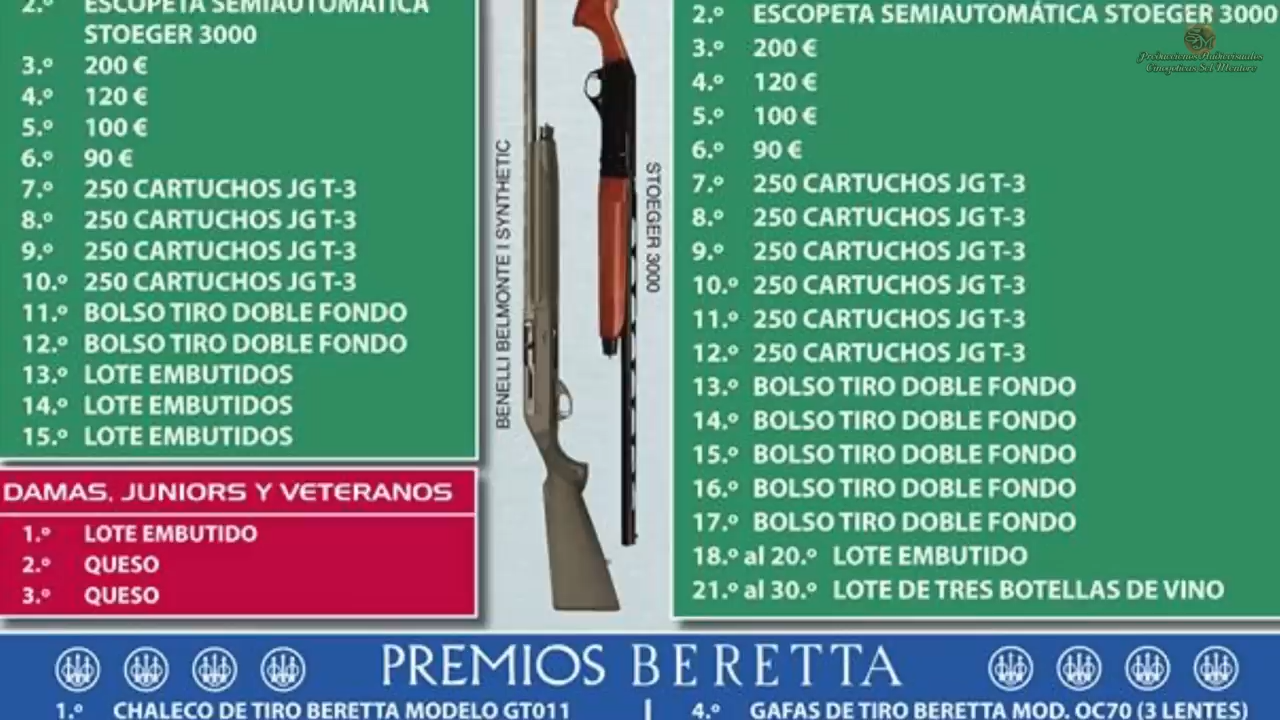 2.º ESCOPETA SEMIAUTOMÁTICA
STOEGER 3000
3.º 200 €
4.º 120 €
5.º 100 €
6.º 90 €
7.º 250 CARTUCHOS JG T-3
8.º 250 CARTUCHOS JG T-3
9.º 250 CARTUCHOS JG T-3
10.º 250 CARTUCHOS JG T-3
11.º BOLSO TIRO DOBLE FONDO
12.º BOLSO TIRO DOBLE FONDO
13.º LOTE EMBUTIDOS
14.º LOTE EMBUTIDOS
15.º LOTE EMBUTIDOS
DAMAS, JUNIORS Y VETERANOS
1.º LOTE EMBUTIDO
2.º QUESO
3.º QUESO
BENELLI BELMONTE I SYNTHETIC
STOEGER 3000
2.º ESCOPETA SEMIAUTOMÁTICA STOEGER 3000
3.º 200 €
4.º 120 €
5.º 100 €
6.º 90 €
7.º 250 CARTUCHOS JG T-3
8.º 250 CARTUCHOS JG T-3
9.º 250 CARTUCHOS JG T-3
10.º 250 CARTUCHOS JG T-3
11.º 250 CARTUCHOS JG T-3
12.º 250 CARTUCHOS JG T-3
13.º BOLSO TIRO DOBLE FONDO
14.º BOLSO TIRO DOBLE FONDO
15.º BOLSO TIRO DOBLE FONDO
16.º BOLSO TIRO DOBLE FONDO
17.º BOLSO TIRO DOBLE FONDO
18.º al 20.º LOTE EMBUTIDO
21.º al 30.º LOTE DE TRES BOTELLAS DE VINO
Producciones Audiovisuales
Cinegeticas Sel Montero
PREMIOS BERETTA
1.º CHALECO DE TIRO BERETTA MODELO GT011
4.º GAFAS DE TIRO BERETTA MOD. OC70 (3 LENTES)